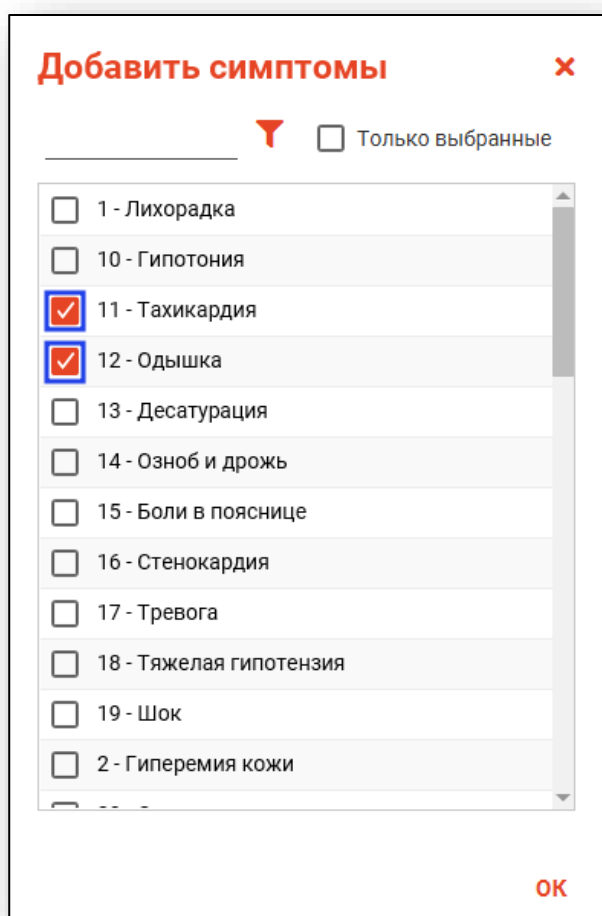 Добавить симптомы
Только выбранные
1 - Лихорадка
10 - Гипотония
11 - Тахикардия
12 - Одышка
13 - Десатурация
14 - Озноб и дрожь
15 - Боли в пояснице
16 - Стенокардия
17 - Тревога
18 - Тяжелая гипотензия
19 - Шок
2 - Гиперемия кожи
ОК